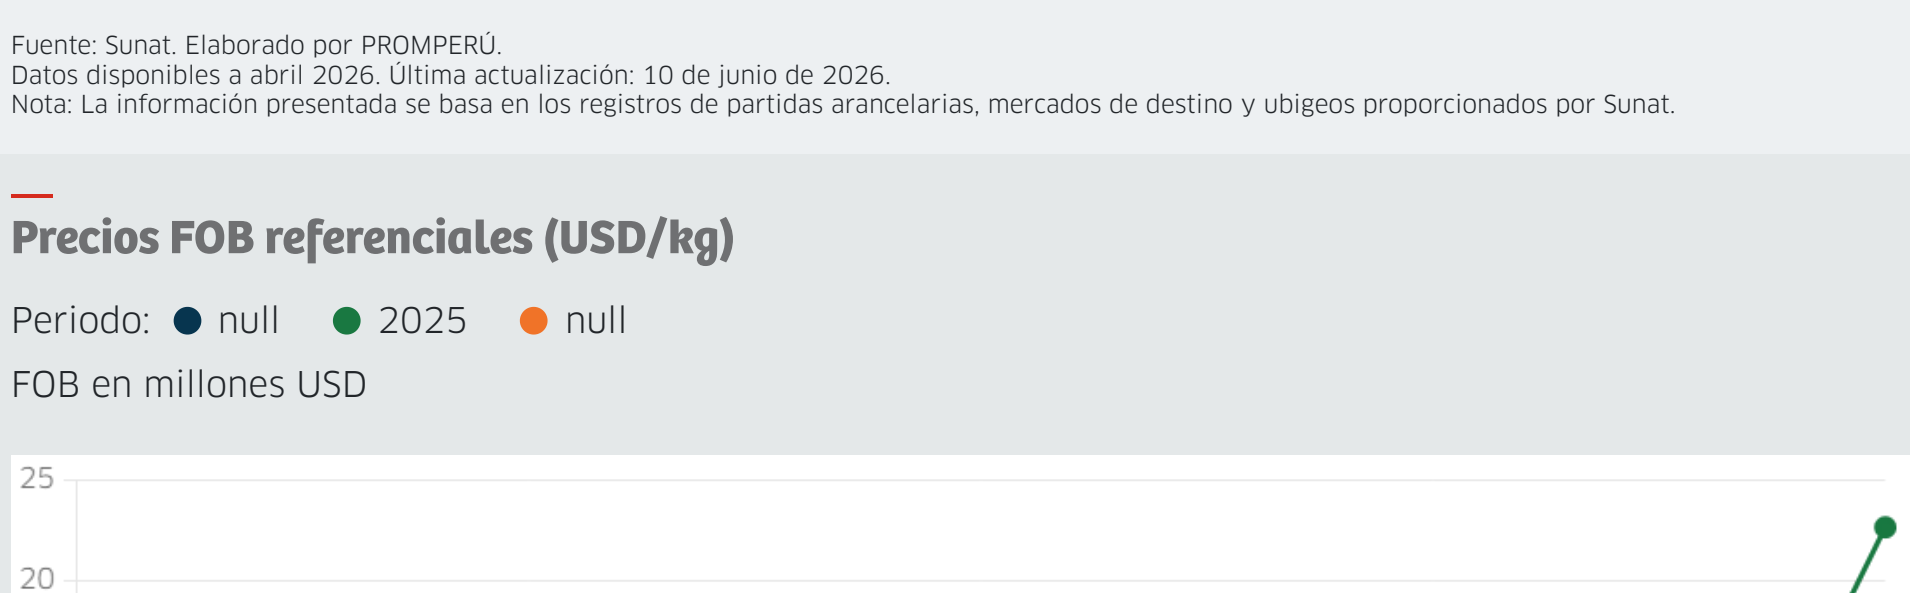 Fuente: Sunat. Elaborado por PROMPERÚ.
Datos disponibles a abril 2026. Última actualización: 10 de junio de 2026.
Nota: La información presentada se basa en los registros de partidas arancelarias, mercados de destino y ubigeos proporcionados por Sunat.
Precios FOB referenciales (USD/kg)
Periodo: null 2025 null
FOB en millones USD
25
20